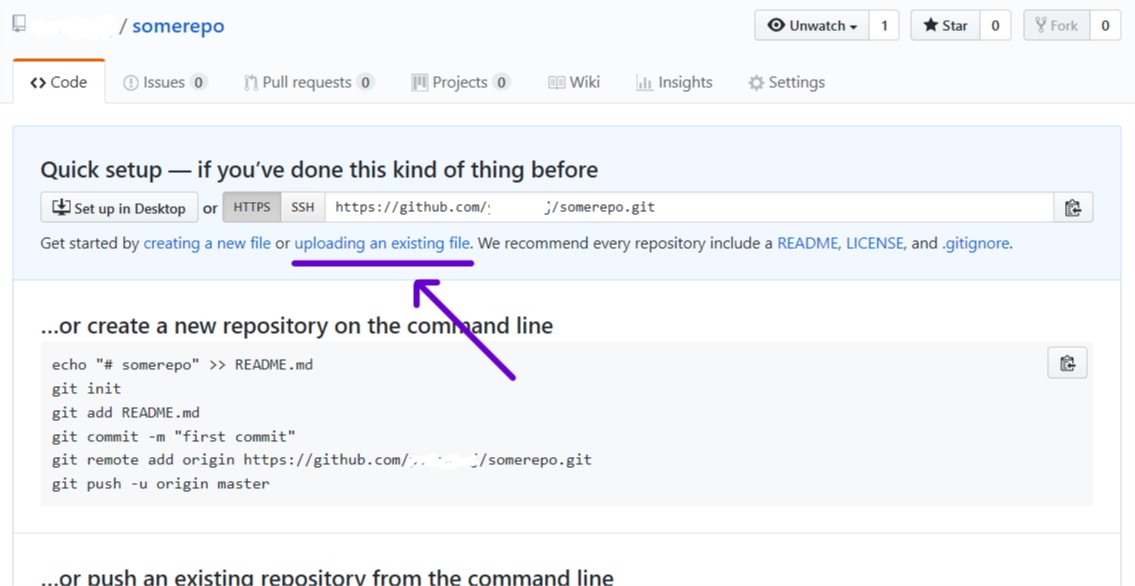 / somerepo
Unwatch 1 Star 0 Fork 0
Code Issues 0 Pull requests 0 Projects 0 Wiki Insights Settings
Quick setup — if you’ve done this kind of thing before
Set up in Desktop or HTTPS SSH https://github.com/ /somerepo.git
Get started by creating a new file or uploading an existing file. We recommend every repository include a README, LICENSE, and .gitignore.
...or create a new repository on the command line
echo "# somerepo" >> README.md
git init
git add README.md
git commit -m "first commit"
git remote add origin https://github.com/ /somerepo.git
git push -u origin master
...or push an existing repository from the command line